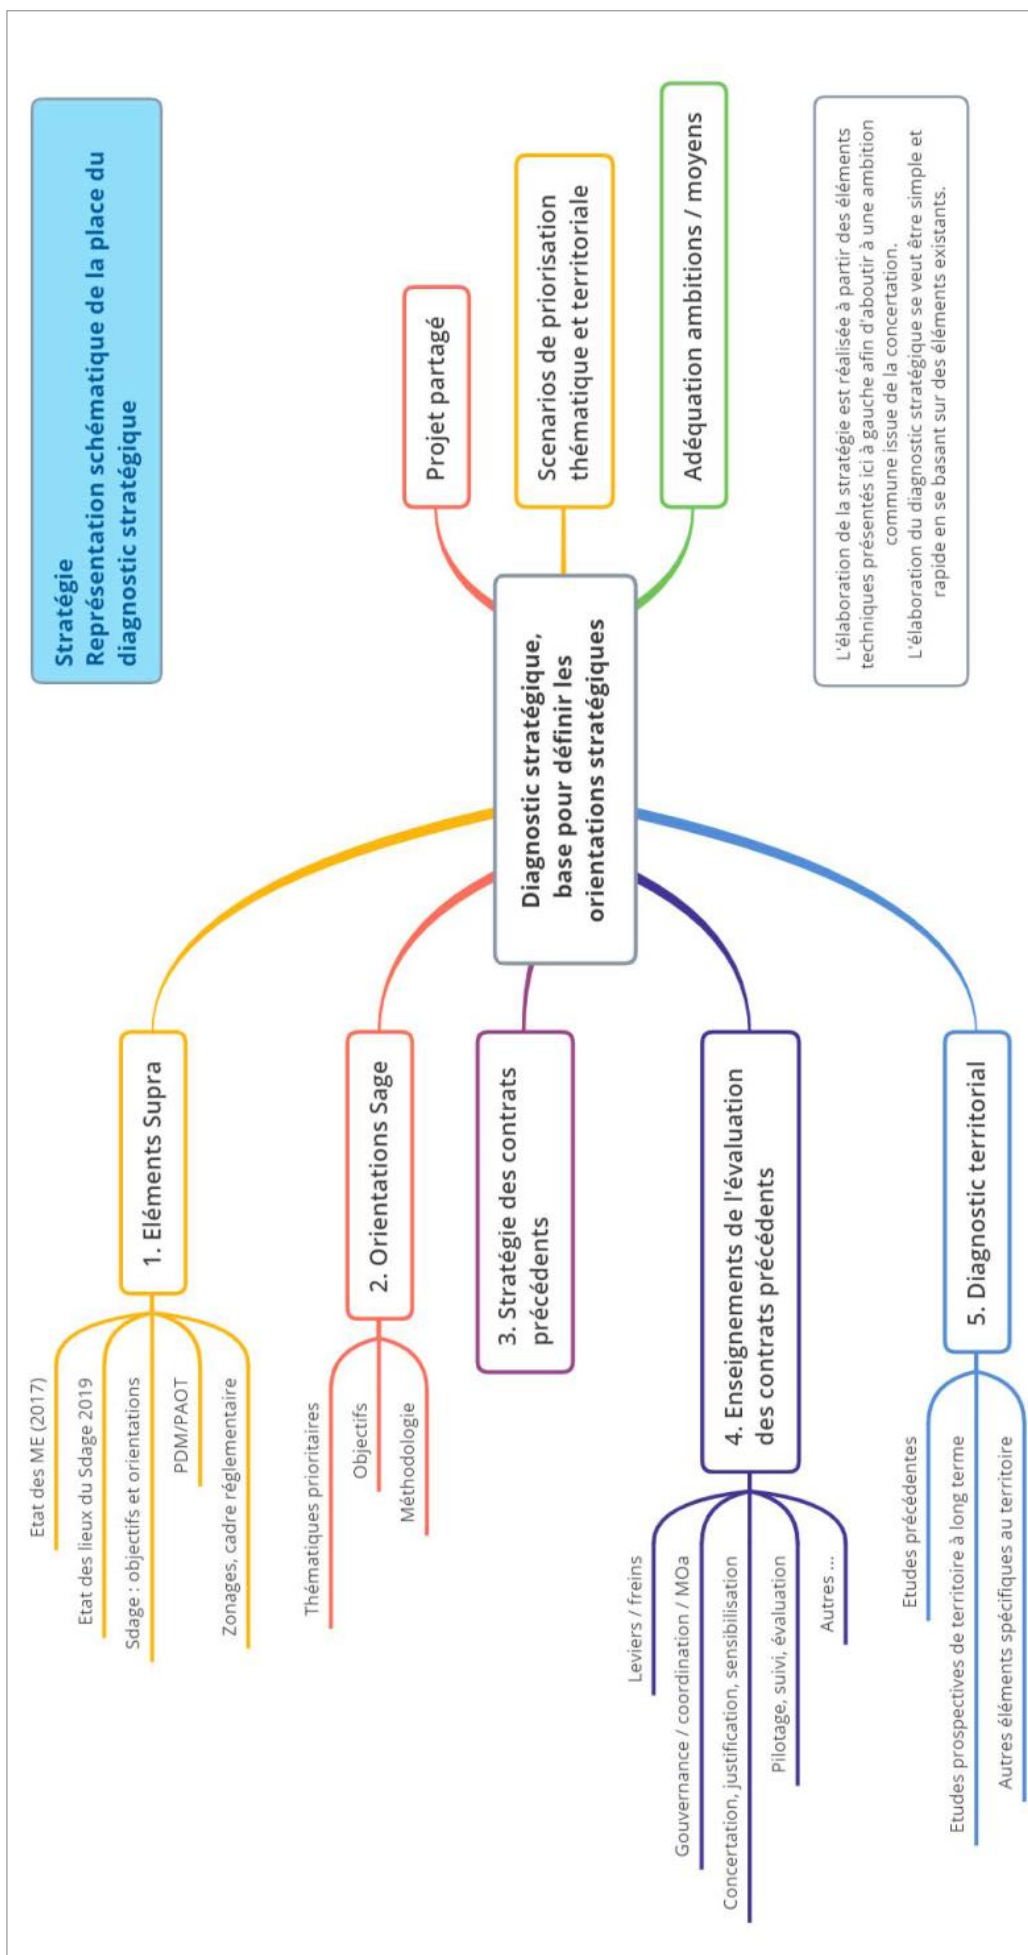 Stratégie
Représentation schématique de la place du
diagnostic stratégique
Etat des ME (2017)
Etat des lieux du Sdage 2019
Sdage : objectifs et orientations
PDM/PAOT
Zonages, cadre réglementaire
1. Eléments Supra
Thématiques prioritaires
Objectifs
Méthodologie
2. Orientations Sage
3. Stratégie des contrats
précédents
Leviers / freins
Gouvernance / coordination / MOa
Concertation, justification, sensibilisation
Pilotage, suivi, évaluation
Autres ...
4. Enseignements de l'évaluation
des contrats précédents
Etudes précédentes
Etudes prospectives de territoire à long terme
Autres éléments spécifiques au territoire
5. Diagnostic territorial
Diagnostic stratégique,
base pour définir les
orientations stratégiques
Projet partagé
Scenarios de priorisation
thématique et territoriale
Adéquation ambitions / moyens
L'élaboration de la stratégie est réalisée à partir des éléments
techniques présentés ici à gauche afin d'aboutir à une ambition
commune issue de la concertation.
L'élaboration du diagnostic stratégique se veut être simple et
rapide en se basant sur des éléments existants.